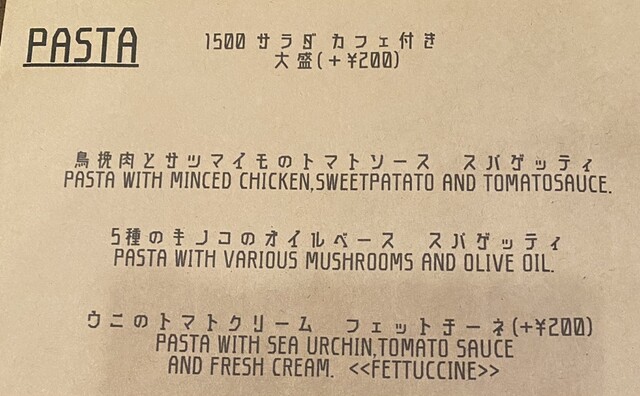 PASTA
1500 サラダ カフェ付き
大盛(+¥200)
鳥挽肉とサツマイモのトマトソース スパゲッティ
PASTA WITH MINCED CHICKEN,SWEETPATATO AND TOMATOSAUCE.
5種のキノコのオイルベース スパゲッティ
PASTA WITH VARIOUS MUSHROOMS AND OLIVE OIL.
ウニのトマトクリーム フェットチーネ(+¥200)
PASTA WITH SEA URCHIN,TOMATO SAUCE
AND FRESH CREAM. <<FETTUCCINE>>